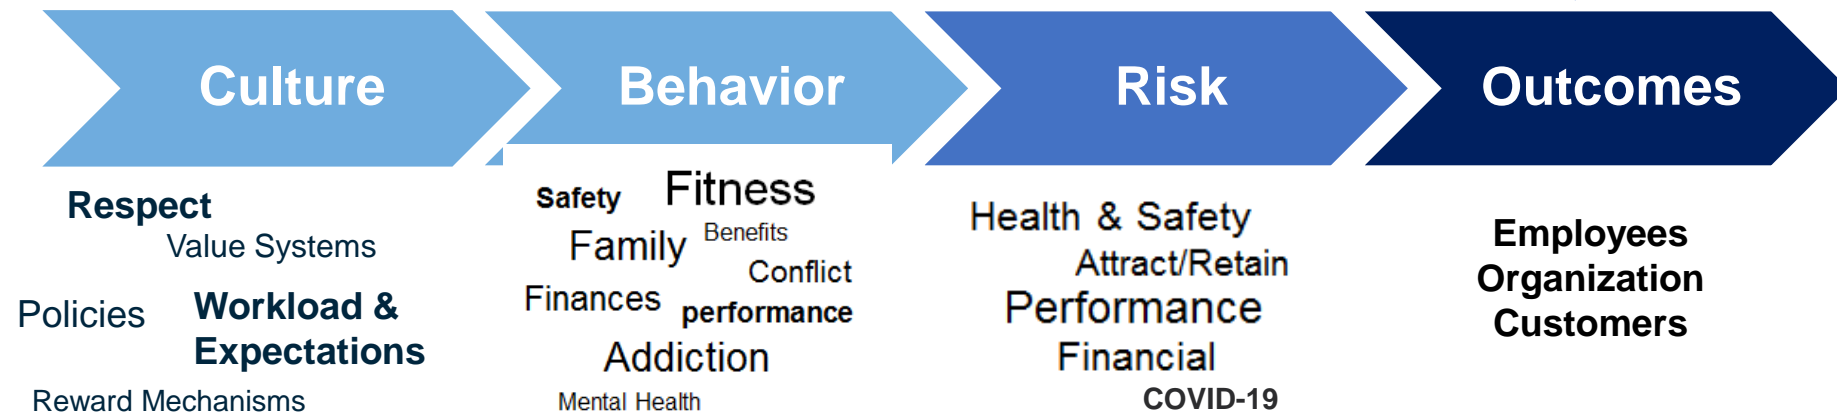 Culture
Behavior
Risk
Outcomes
Respect
Value Systems
Policies
Workload &
Expectations
Reward Mechanisms
Safety
Fitness
Family
Benefits
Conflict
Finances
performance
Addiction
Mental Health
Health & Safety
Attract/Retain
Performance
Financial
COVID-19
Employees
Organization
Customers